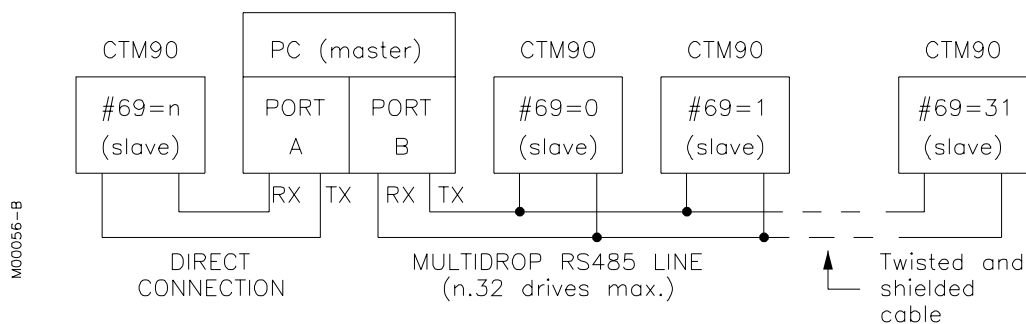 CTM90
PC (master)
CTM90
CTM90
CTM90
#69=n
(slave)
PORT
A
PORT
B
#69=0
(slave)
#69=1
(slave)
#69=31
(slave)
RX
TX
RX
TX
DIRECT
CONNECTION
MULTIDROP RS485 LINE
(n.32 drives max.)
Twisted and
shielded
cable
M00056-B